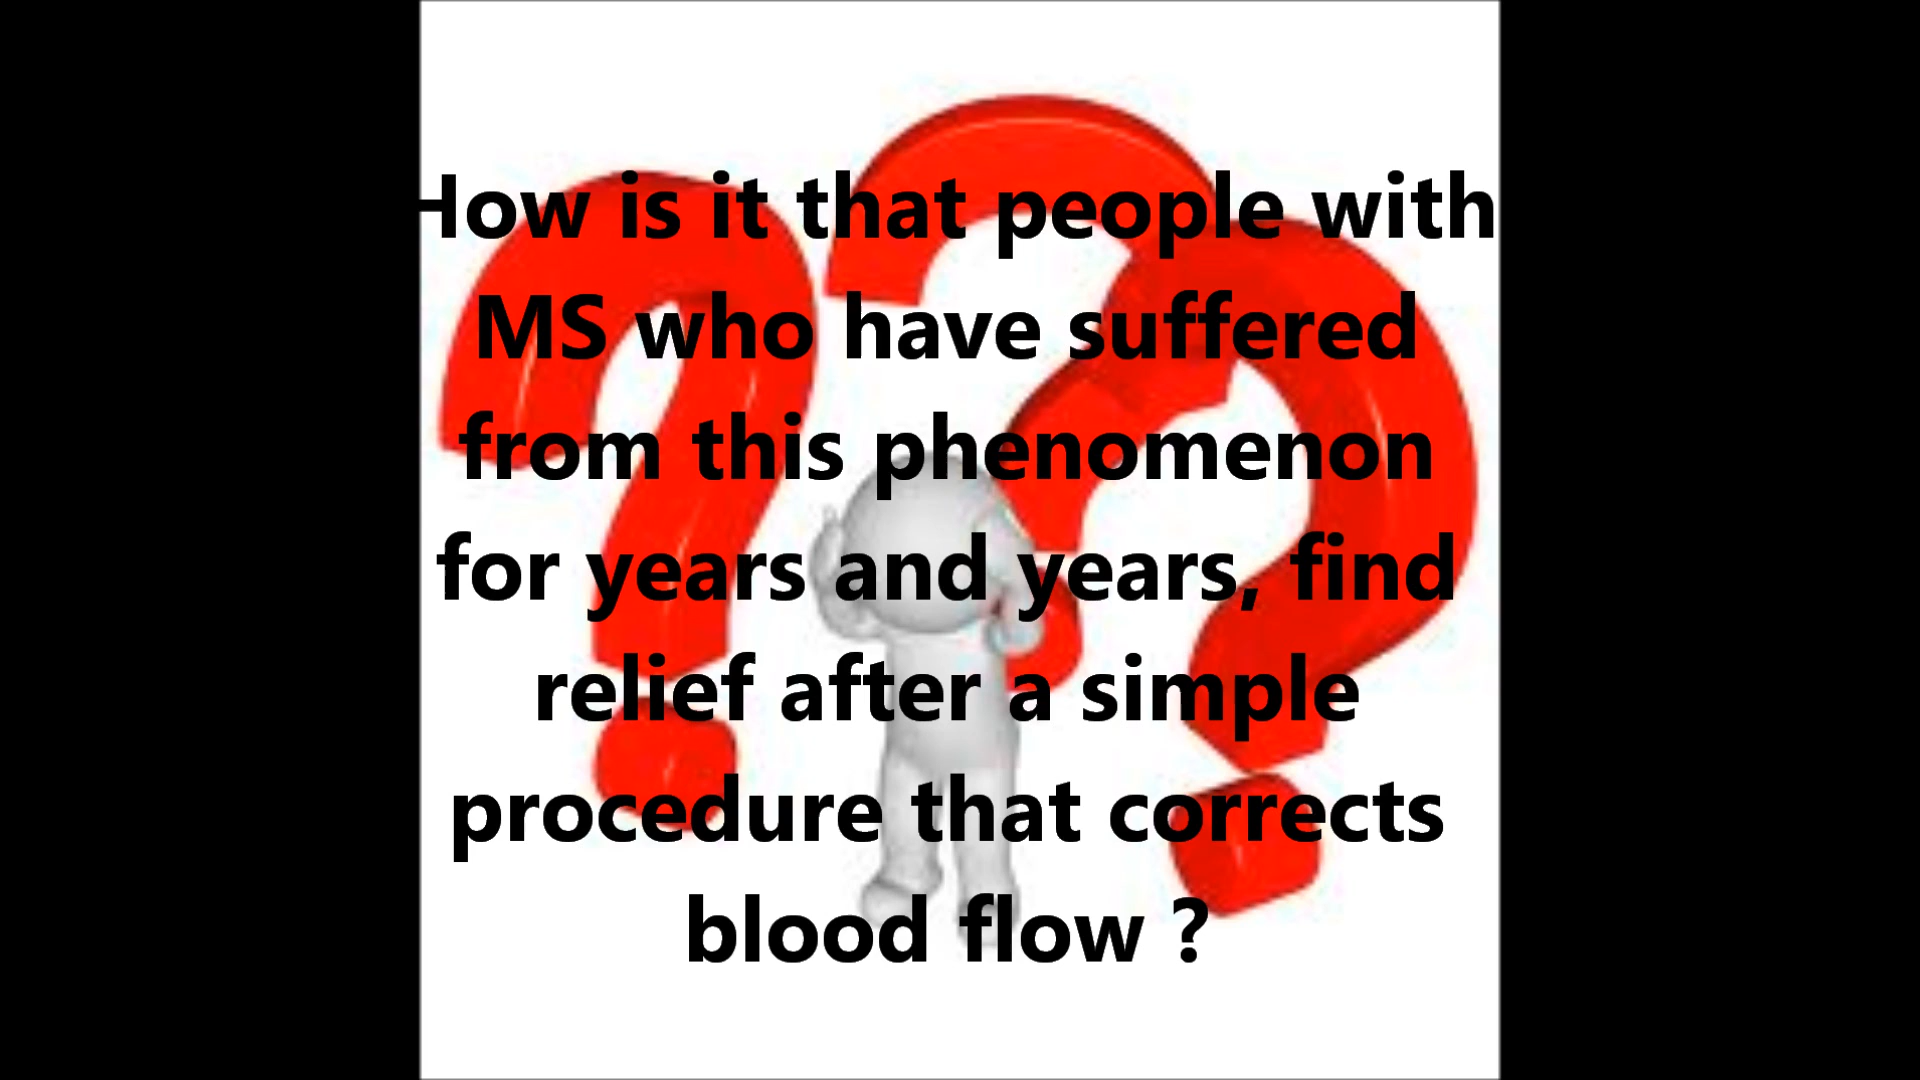 How is it that people with
MS who have suffered
from this phenomenon
for years and years, find
relief after a simple
procedure that corrects
blood flow ?